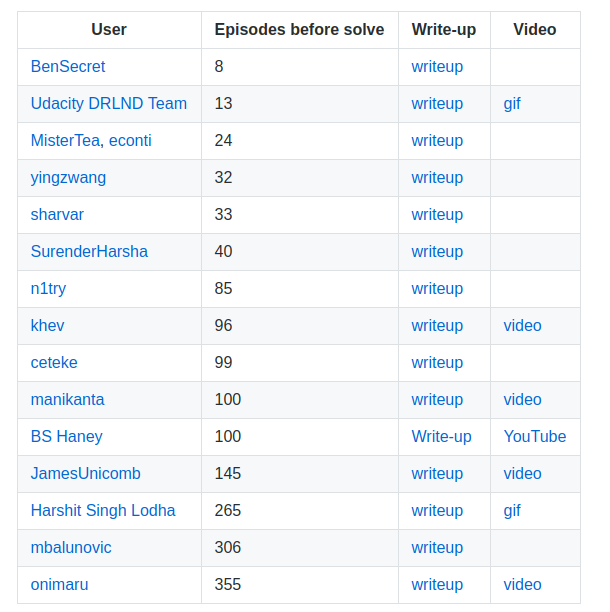 User Episodes before solve Write-up Video
BenSecret 8 writeup
Udacity DRLND Team 13 writeup gif
MisterTea, econti 24 writeup
yingzwang 32 writeup
sharvar 33 writeup
SurenderHarsha 40 writeup
n1try 85 writeup
khev 96 writeup video
ceteke 99 writeup
manikanta 100 writeup video
BS Haney 100 Write-up YouTube
JamesUnicomb 145 writeup video
Harshit Singh Lodha 265 writeup gif
mbalunovic 306 writeup
onimaru 355 writeup video